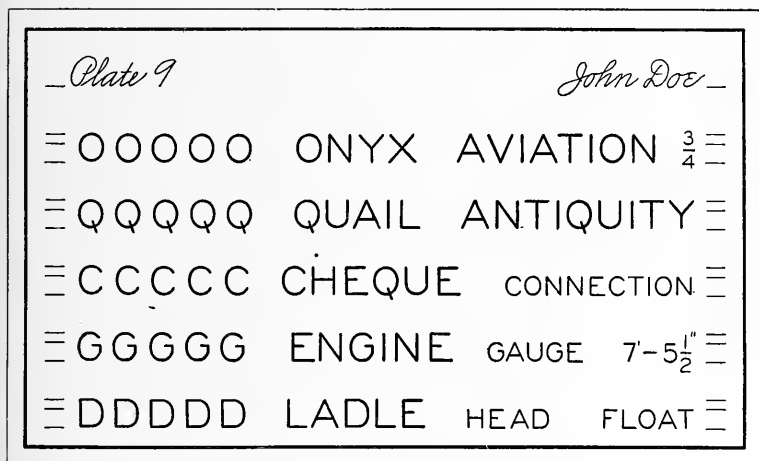 Plate 9 John Doe
OOOOO ONYX AVIATION 3/4
QQQQQ QUAIL ANTIQUITY
CCCCC CHEQUE CONNECTION
GGGGG ENGINE GAUGE 7'-5 1/2"
DDDDD LADLE HEAD FLOAT